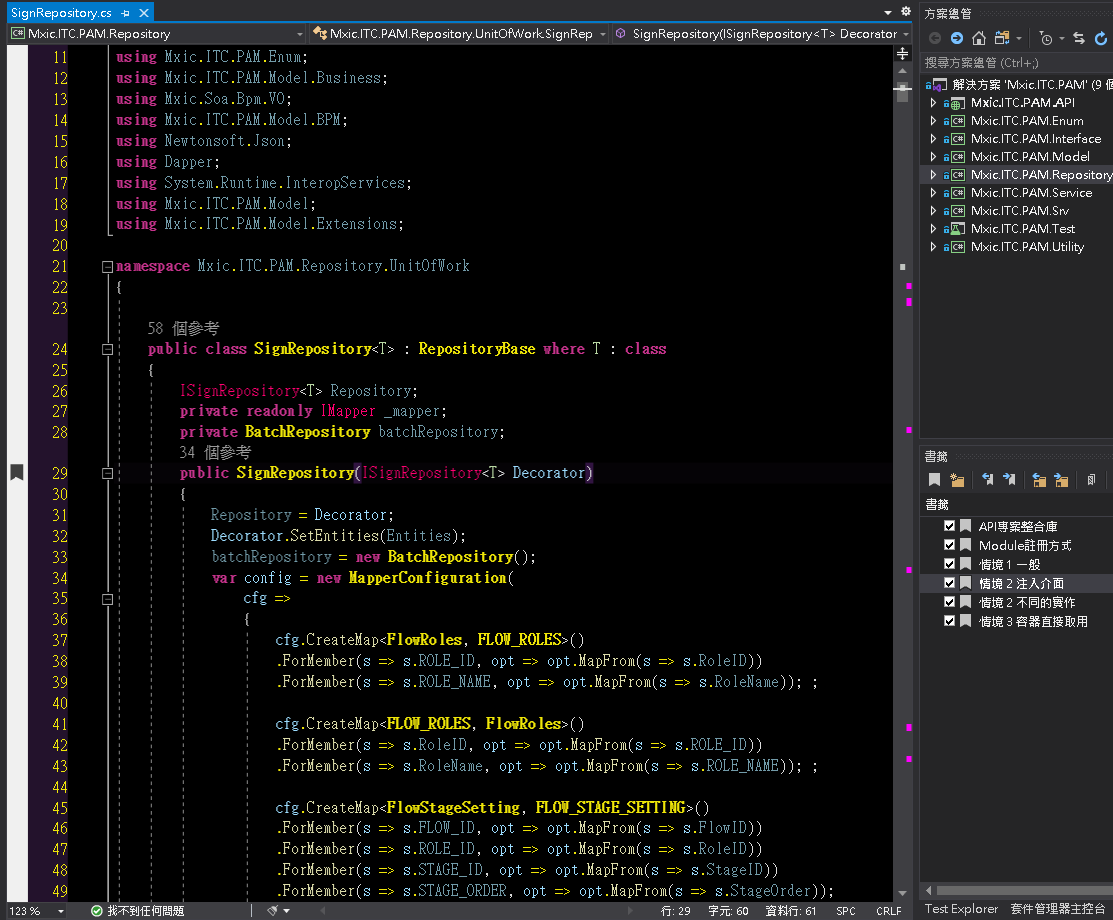 SignRepository.cs
Mxic.ITC.PAM.Repository
Mxic.ITC.PAM.Repository.UnitOfWork.SignRep
SignRepository(ISignRepository<T> Decorator)
11 using Mxic.ITC.PAM.Enum;
12 using Mxic.ITC.PAM.Model.Business;
13 using Mxic.Soa.Bpm.VO;
14 using Mxic.ITC.PAM.Model.BPM;
15 using Newtonsoft.Json;
16 using Dapper;
17 using System.Runtime.InteropServices;
18 using Mxic.ITC.PAM.Model;
19 using Mxic.ITC.PAM.Model.Extensions;
20
21 namespace Mxic.ITC.PAM.Repository.UnitOfWork
22 {
23
58 個參考
24 public class SignRepository<T> : RepositoryBase where T : class
25 {
26 ISignRepository<T> Repository;
27 private readonly IMapper _mapper;
28 private BatchRepository batchRepository;
34 個參考
29 public SignRepository(ISignRepository<T> Decorator)
30 {
31 Repository = Decorator;
32 Decorator.SetEntities(Entities);
33 batchRepository = new BatchRepository();
34 var config = new MapperConfiguration(
35 cfg =>
36 {
37 cfg.CreateMap<FlowRoles, FLOW_ROLES>()
38 .ForMember(s => s.ROLE_ID, opt => opt.MapFrom(s => s.RoleID))
39 .ForMember(s => s.ROLE_NAME, opt => opt.MapFrom(s => s.RoleName)); ;
40
41 cfg.CreateMap<FLOW_ROLES, FlowRoles>()
42 .ForMember(s => s.RoleID, opt => opt.MapFrom(s => s.ROLE_ID))
43 .ForMember(s => s.RoleName, opt => opt.MapFrom(s => s.ROLE_NAME)); ;
44
45 cfg.CreateMap<FlowStageSetting, FLOW_STAGE_SETTING>()
46 .ForMember(s => s.FLOW_ID, opt => opt.MapFrom(s => s.FlowID))
47 .ForMember(s => s.ROLE_ID, opt => opt.MapFrom(s => s.RoleID))
48 .ForMember(s => s.STAGE_ID, opt => opt.MapFrom(s => s.StageID))
49 .ForMember(s => s.STAGE_ORDER, opt => opt.MapFrom(s => s.StageOrder));
123 %
找不到任何問題
行: 29
字元: 60
資料行: 61
SPC
CRLF
方案總管
搜尋方案總管 (Ctrl+;)
解決方案 'Mxic.ITC.PAM' (9 個
Mxic.ITC.PAM.API
Mxic.ITC.PAM.Enum
Mxic.ITC.PAM.Interface
Mxic.ITC.PAM.Model
Mxic.ITC.PAM.Repository
Mxic.ITC.PAM.Service
Mxic.ITC.PAM.Srv
Mxic.ITC.PAM.Test
Mxic.ITC.PAM.Utility
書籤
書籤
API專案整合庫
Module註冊方式
情境 1 一般
情境 2 注入介面
情境 2 不同的實作
情境 3 容器直接取用
Test Explorer
套件管理器主控台